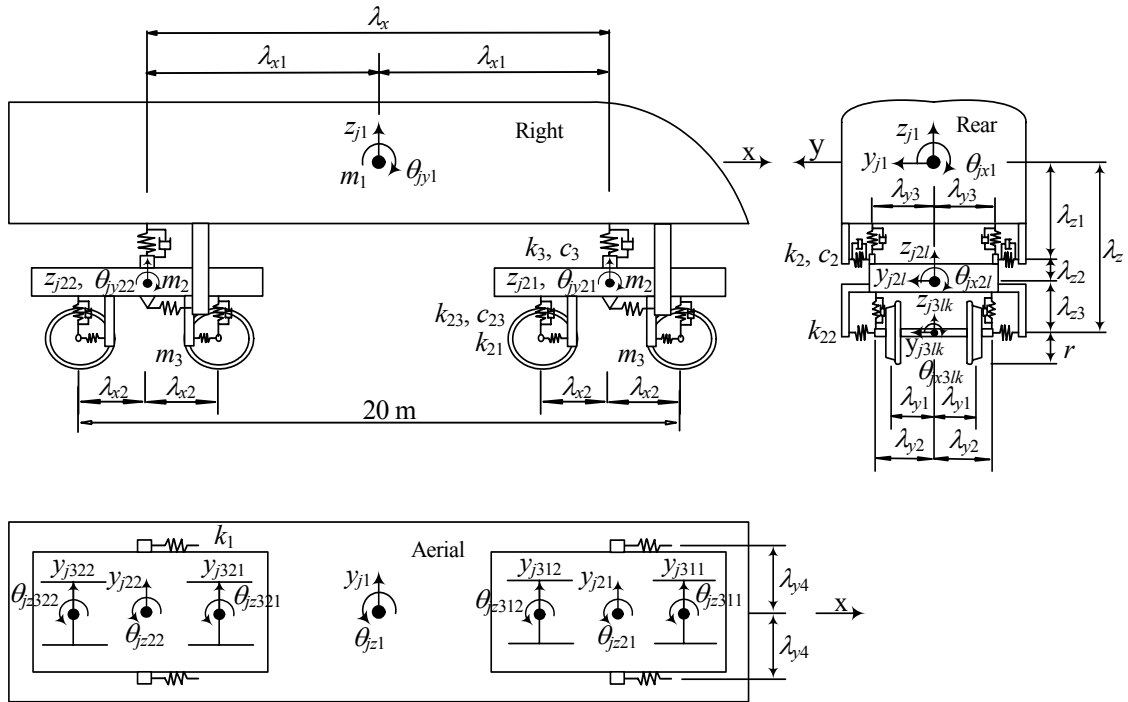 λx
λx1 λx1
Right
zj1
m1 θjy1
x
y
zj1 Rear
yj1 θjx1
λy3 λy3
λz1
λz
k3, c3
zj22, θjy22 m2
zj21, θjy21 m2
k2, c2
zj2l
yj2l θjx2l
λz2
zj3lk
λz3
k23, c23
k21
k22
yj3lk
r
m3 m3
θjx3lk
λx2 λx2
λx2 λx2
λy1 λy1
20 m
λy2 λy2
k1
Aerial
yj322 yj22 yj321
yj1
yj312 yj21 yj311
λy4
θjz322 θjz321
θjz312 θjz311
x
θjz22
θjz1
θjz21
λy4